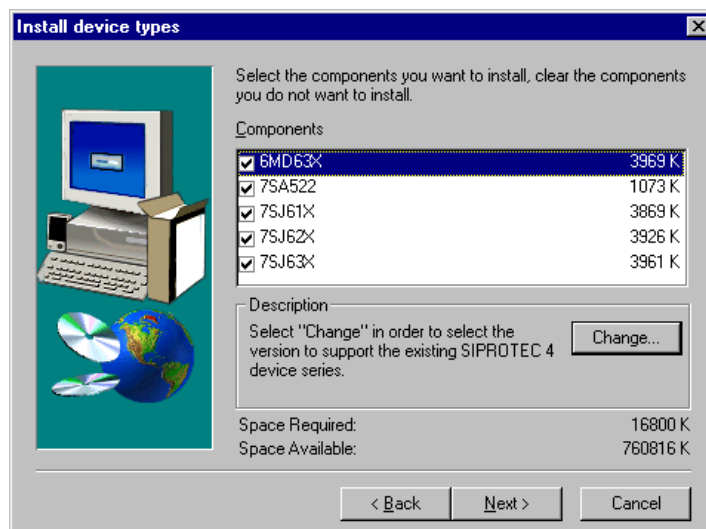 Install device types
Select the components you want to install, clear the components
you do not want to install.
Components
6MD63X 3969 K
7SA522 1073 K
7SJ61X 3869 K
7SJ62X 3926 K
7SJ63X 3961 K
Description
Select "Change" in order to select the
version to support the existing SIPROTEC 4
device series.
Change...
Space Required: 16800 K
Space Available: 760816 K
< Back Next > Cancel